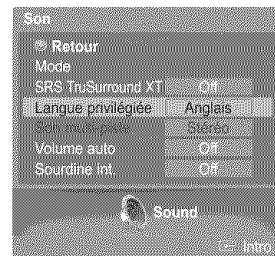 Son
Retour
Mode
SRS TruSurround XT Off
Langue privilégiée Anglais
Son multi-piste Stéréo
Volume auto Off
Sourdine Int. Off
Sound
Intro